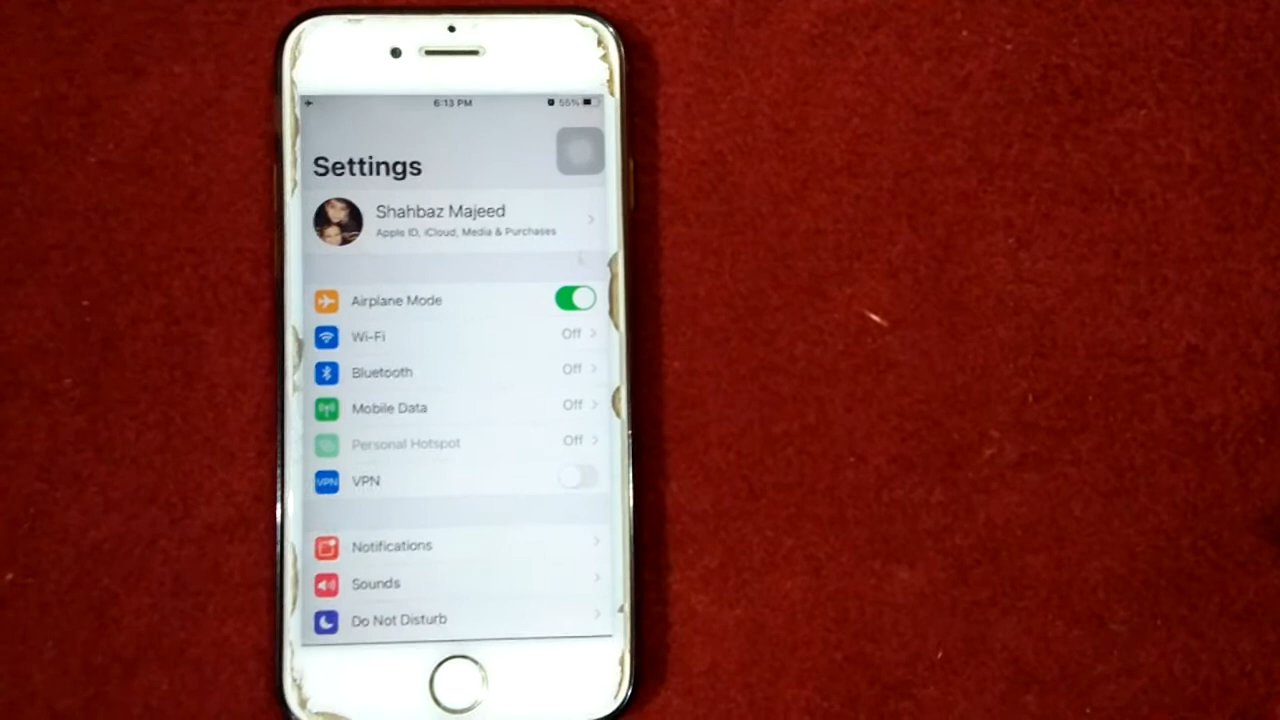 6:13 PM 55%
Settings
Shahbaz Majeed
Apple ID, iCloud, Media & Purchases
Airplane Mode
Wi-Fi Off
Bluetooth Off
Mobile Data Off
Personal Hotspot Off
VPN VPN
Notifications
Sounds
Do Not Disturb